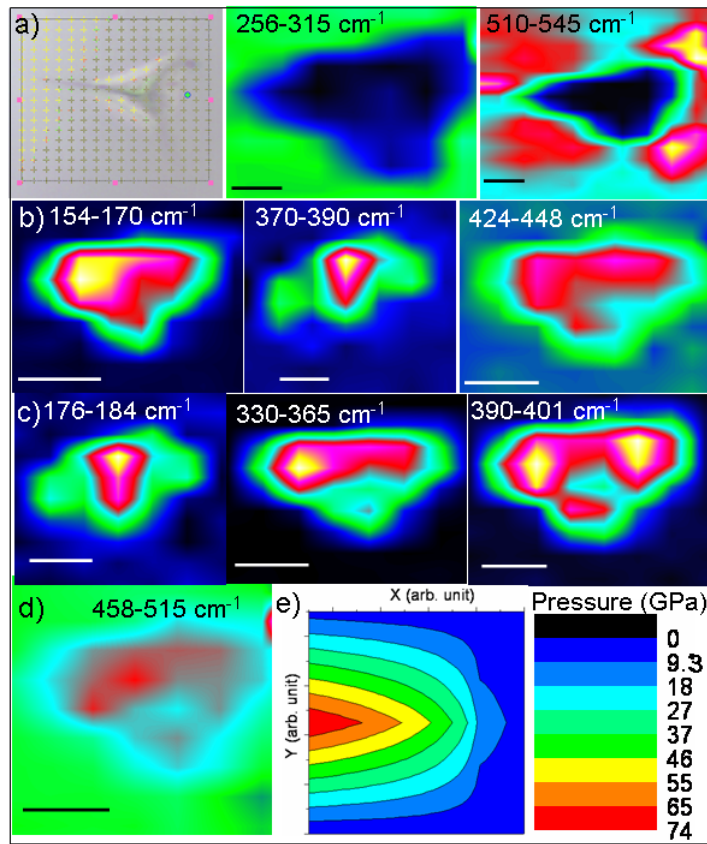 a)
256-315 cm-1
510-545 cm-1
b)
154-170 cm-1
370-390 cm-1
424-448 cm-1
c)
176-184 cm-1
330-365 cm-1
390-401 cm-1
d)
458-515 cm-1
e)
X (arb. unit)
Y (arb. unit)
Pressure (GPa)
0
9.3
18
27
37
46
55
65
74